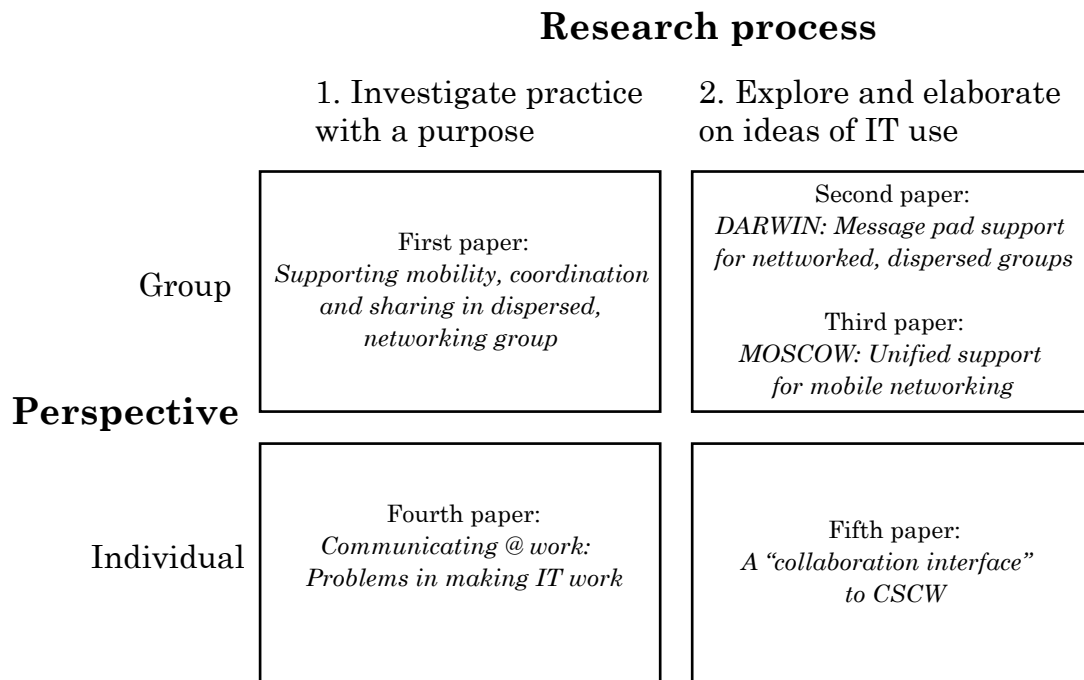 Research process
1. Investigate practice
with a purpose
2. Explore and elaborate
on ideas of IT use
Group
First paper:
Supporting mobility, coordination
and sharing in dispersed,
networking group
Second paper:
DARWIN: Message pad support
for nettworked, dispersed groups
Third paper:
MOSCOW: Unified support
for mobile networking
Perspective
Individual
Fourth paper:
Communicating @ work:
Problems in making IT work
Fifth paper:
A “collaboration interface”
to CSCW